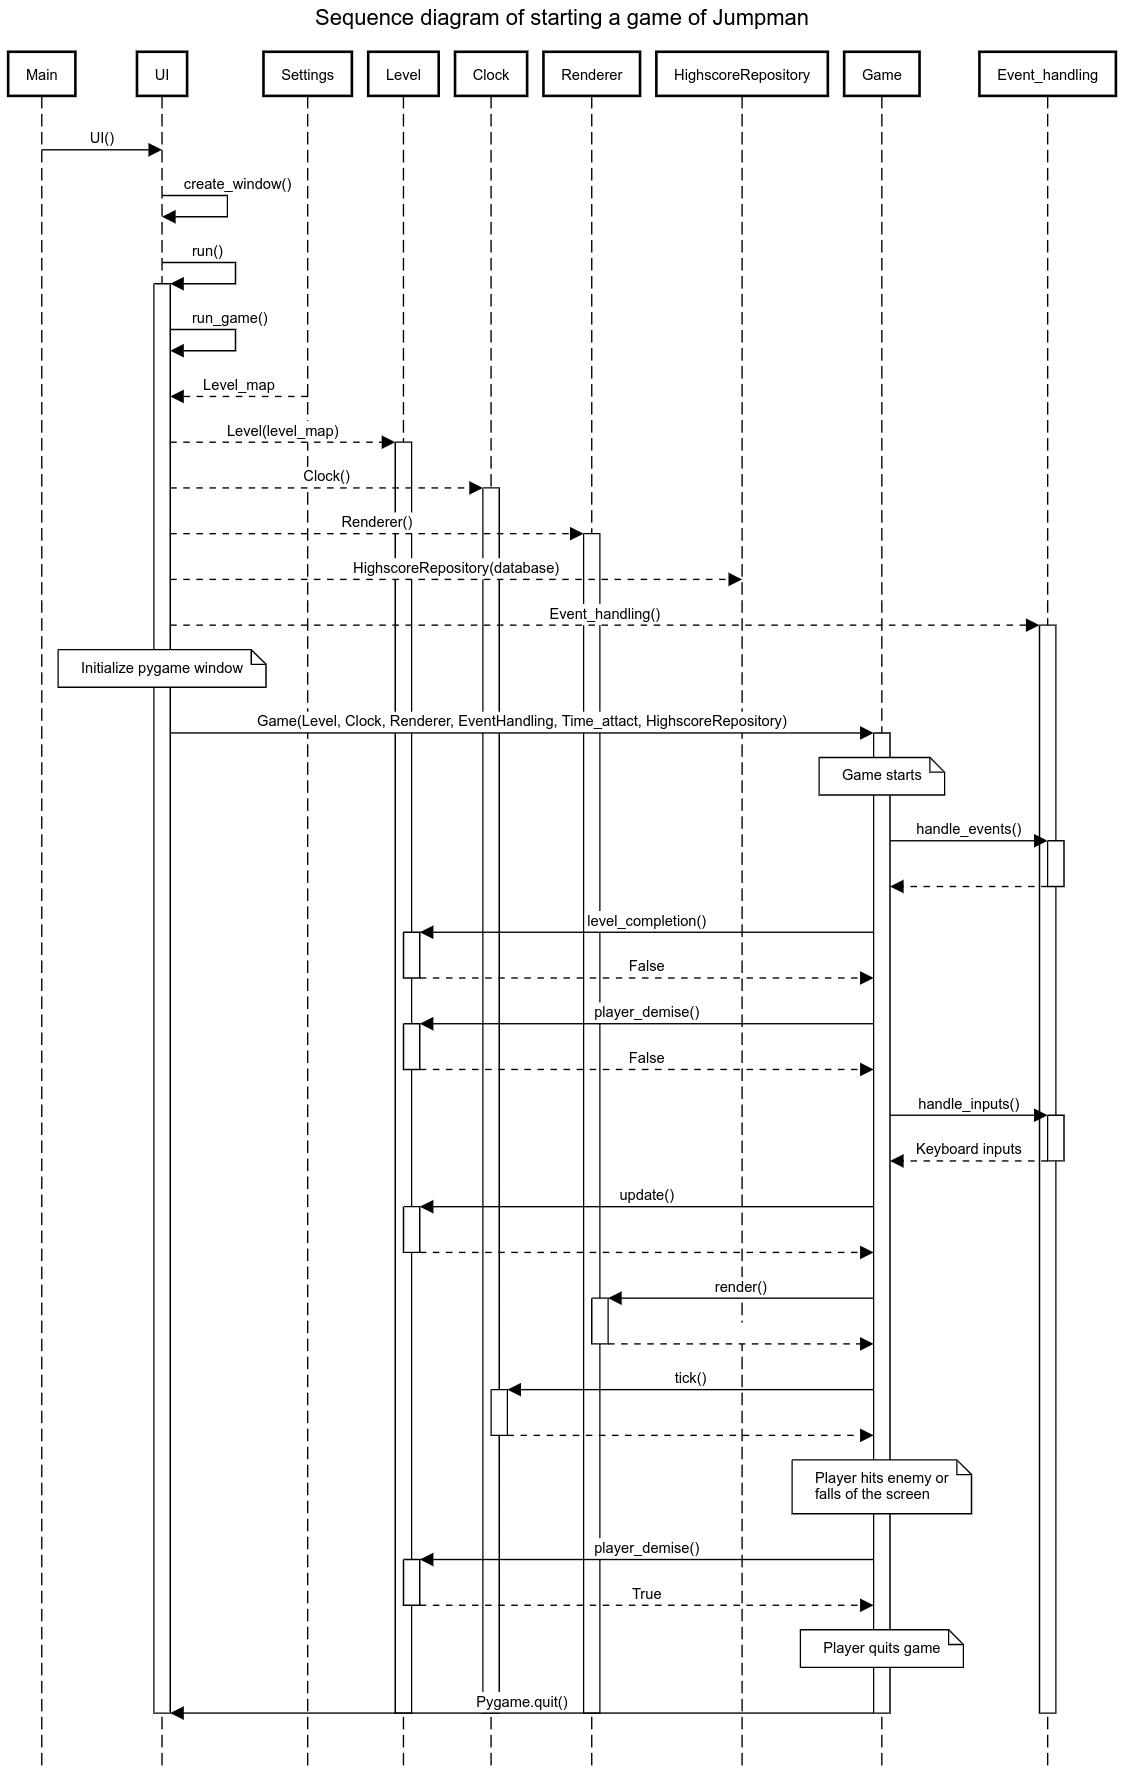 Sequence diagram of starting a game of Jumpman
Main
UI
Settings
Level
Clock
Renderer
HighscoreRepository
Game
Event_handling
UI()
create_window()
run()
run_game()
Level_map
Level(level_map)
Clock()
Renderer()
HighscoreRepository(database)
Event_handling()
Initialize pygame window
Game(Level, Clock, Renderer, EventHandling, Time_attact, HighscoreRepository)
Game starts
handle_events()
level_completion()
False
player_demise()
False
handle_inputs()
Keyboard inputs
update()
render()
tick()
Player hits enemy or
falls of the screen
player_demise()
True
Player quits game
Pygame.quit()